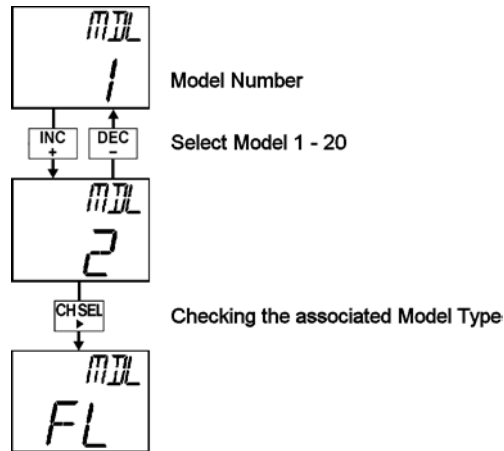 MDL
1
Model Number
INC
+
DEC
–
Select Model 1 - 20
MDL
2
CH SEL
Checking the associated Model Type
MDL
FL